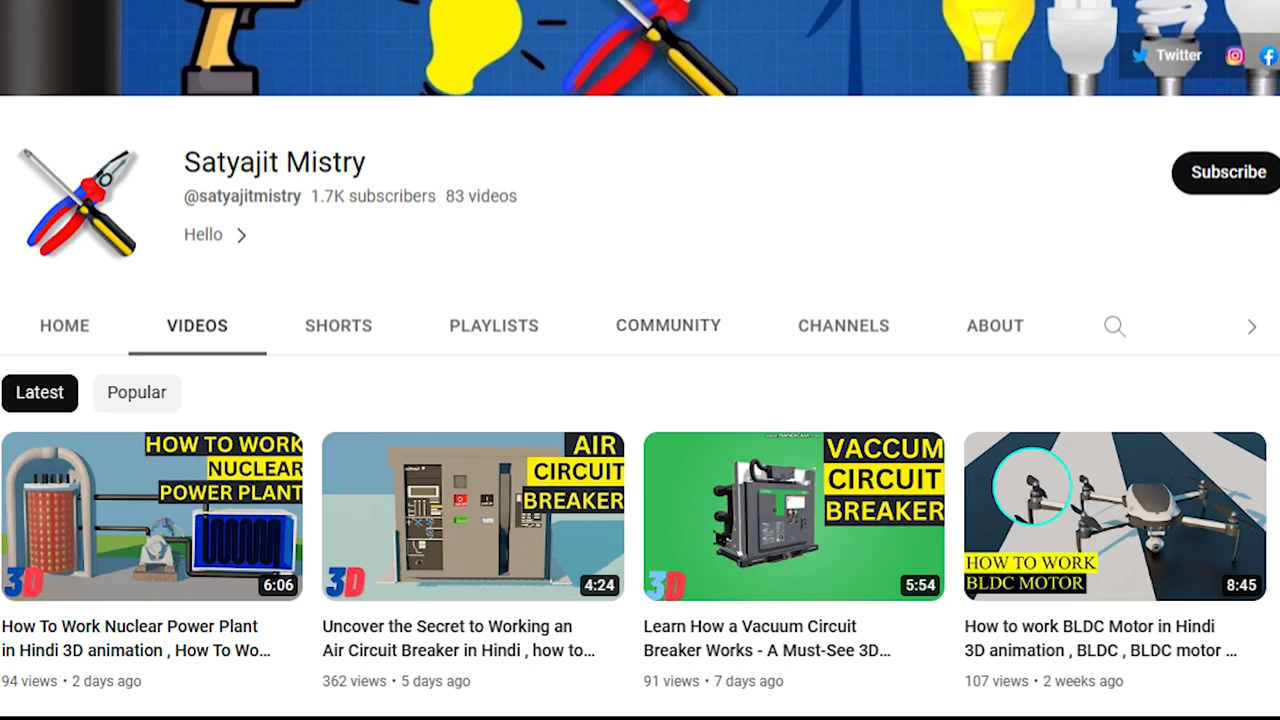 Twitter
Satyajit Mistry
Subscribe
@satyajitmistry 1.7K subscribers 83 videos
Hello
HOME VIDEOS SHORTS PLAYLISTS COMMUNITY CHANNELS ABOUT
Latest Popular
HOW TO WORK
NUCLEAR
POWER PLANT
3D
6:06
AIR
CIRCUIT
BREAKER
3D
4:24
VACCUM
CIRCUIT
BREAKER
3D
5:54
HOW TO WORK
BLDC MOTOR
8:45
How To Work Nuclear Power Plant
in Hindi 3D animation , How To Wo...
94 views • 2 days ago
Uncover the Secret to Working an
Air Circuit Breaker in Hindi , how to...
362 views • 5 days ago
Learn How a Vacuum Circuit
Breaker Works - A Must-See 3D...
91 views • 7 days ago
How to work BLDC Motor in Hindi
3D animation , BLDC , BLDC motor ...
107 views • 2 weeks ago